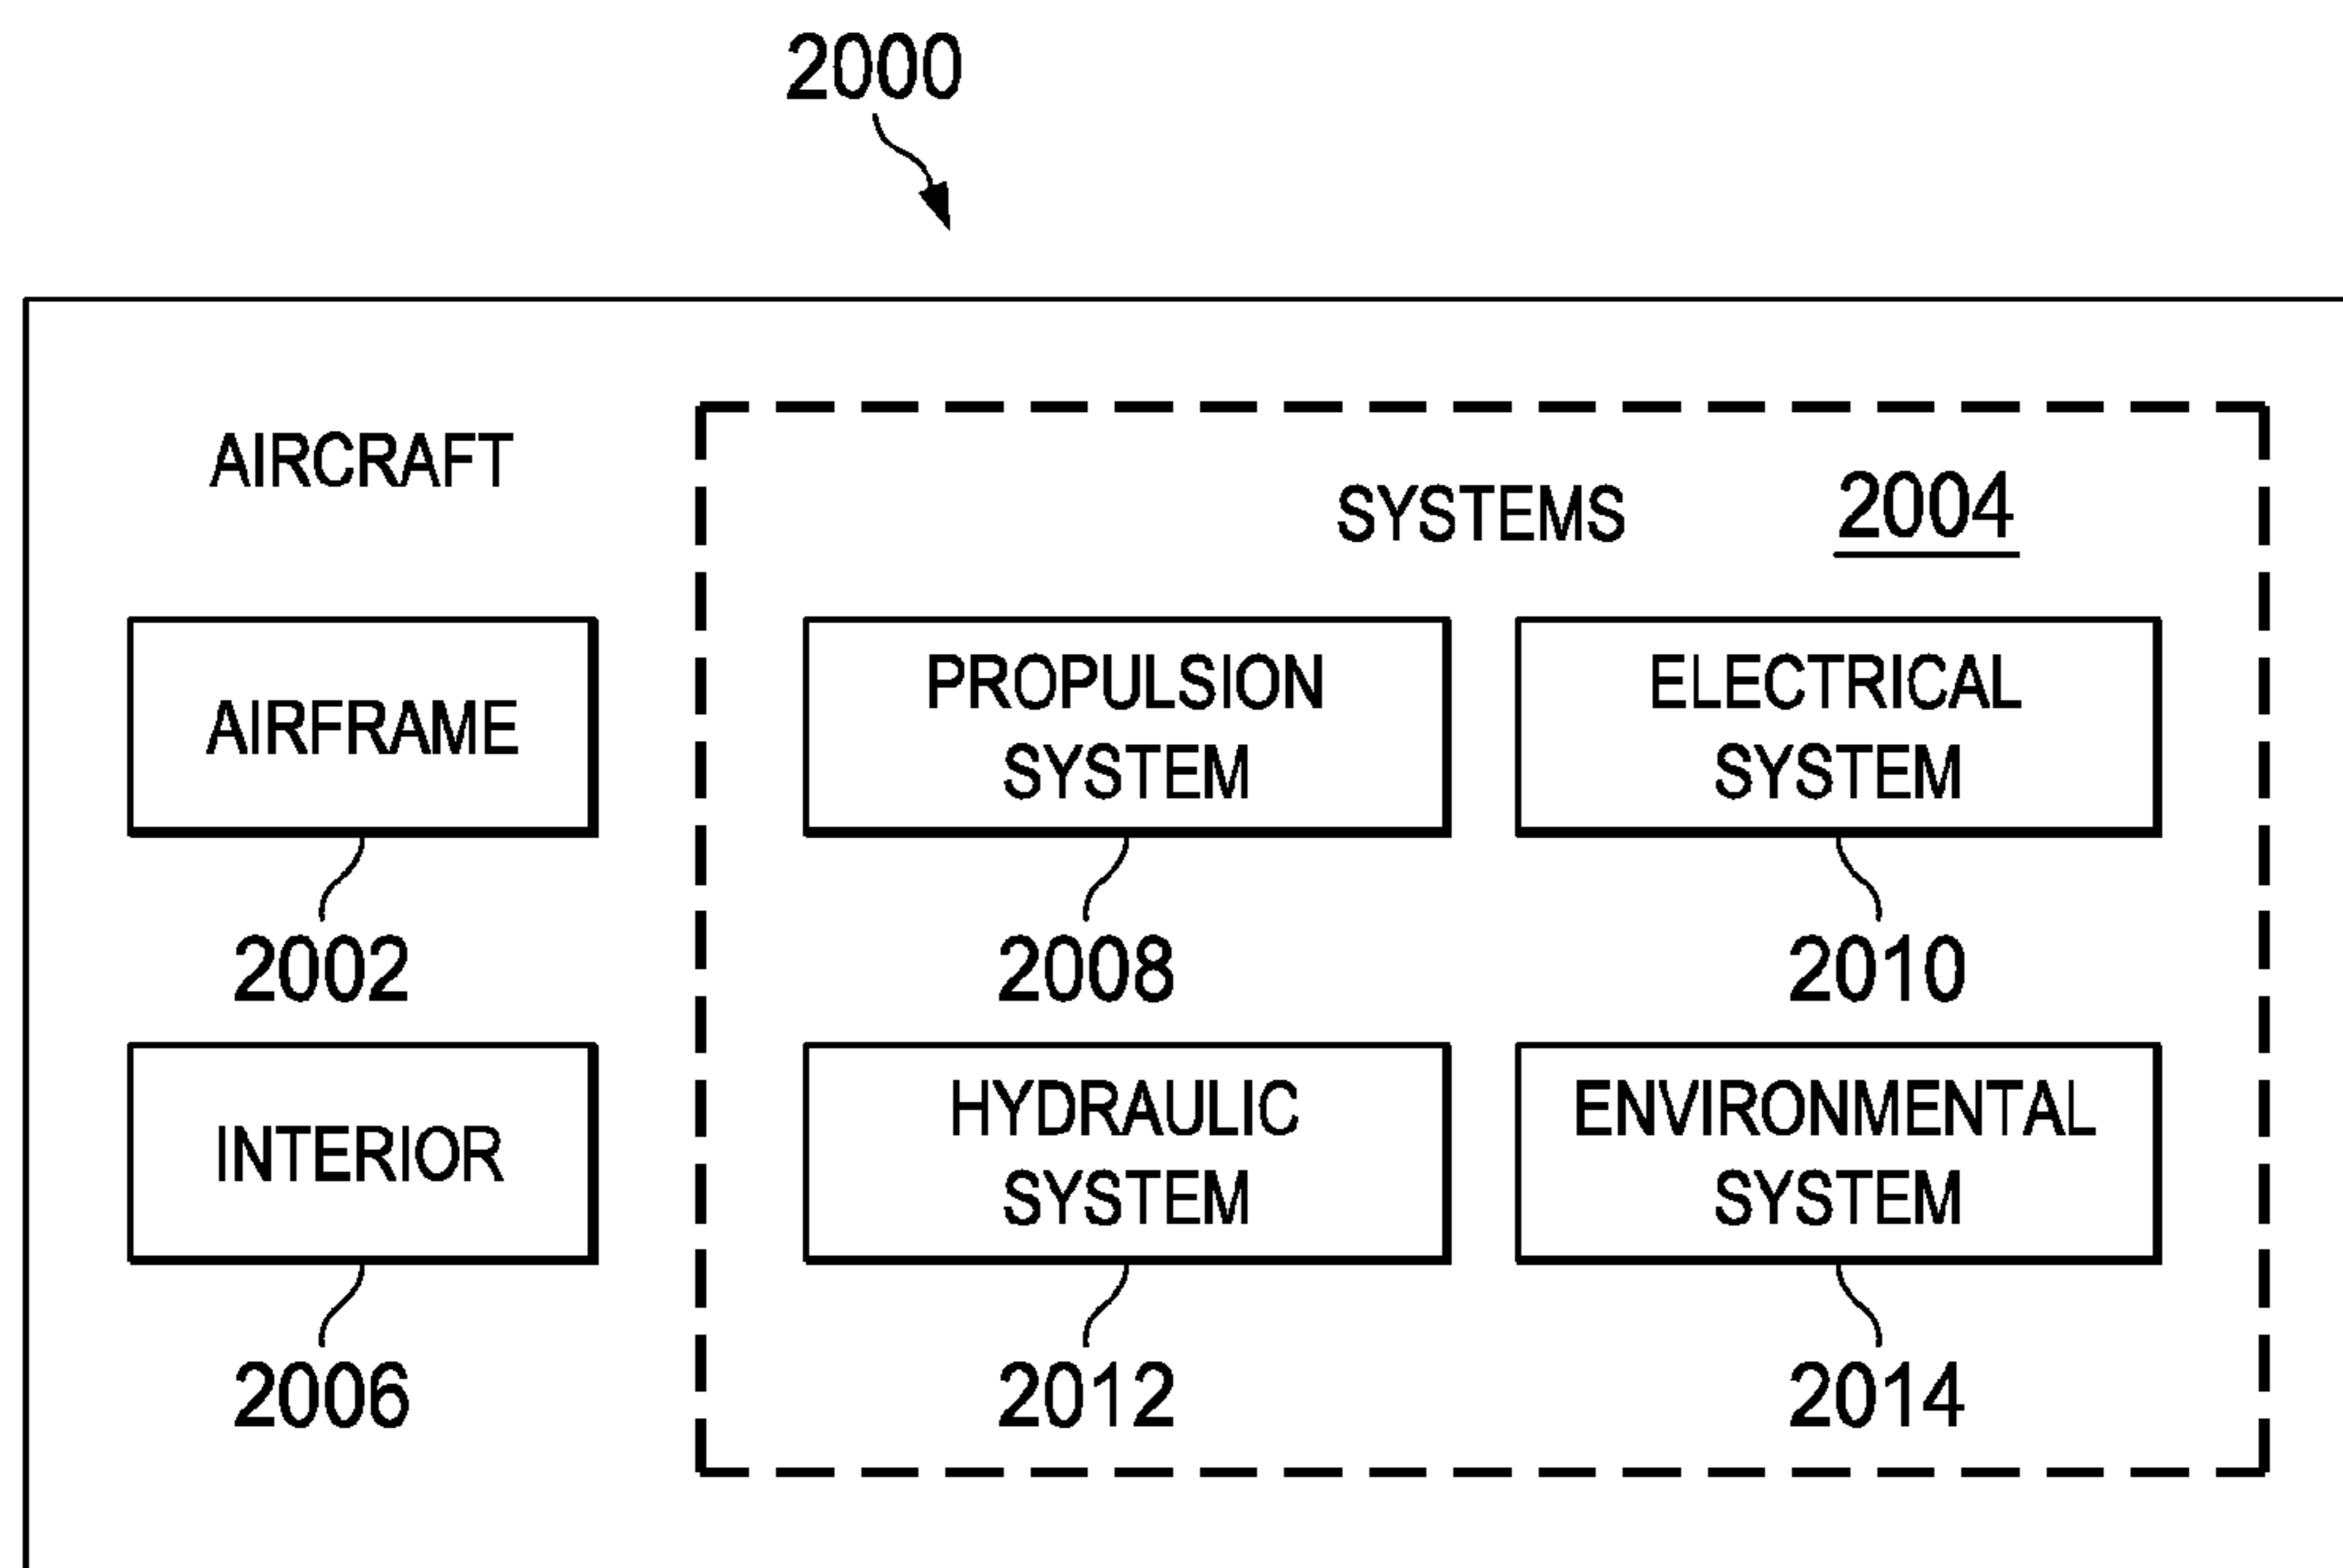 2000
AIRCRAFT
SYSTEMS 2004
AIRFRAME
2002
INTERIOR
2006
PROPULSION
SYSTEM
2008
ELECTRICAL
SYSTEM
2010
HYDRAULIC
SYSTEM
2012
ENVIRONMENTAL
SYSTEM
2014